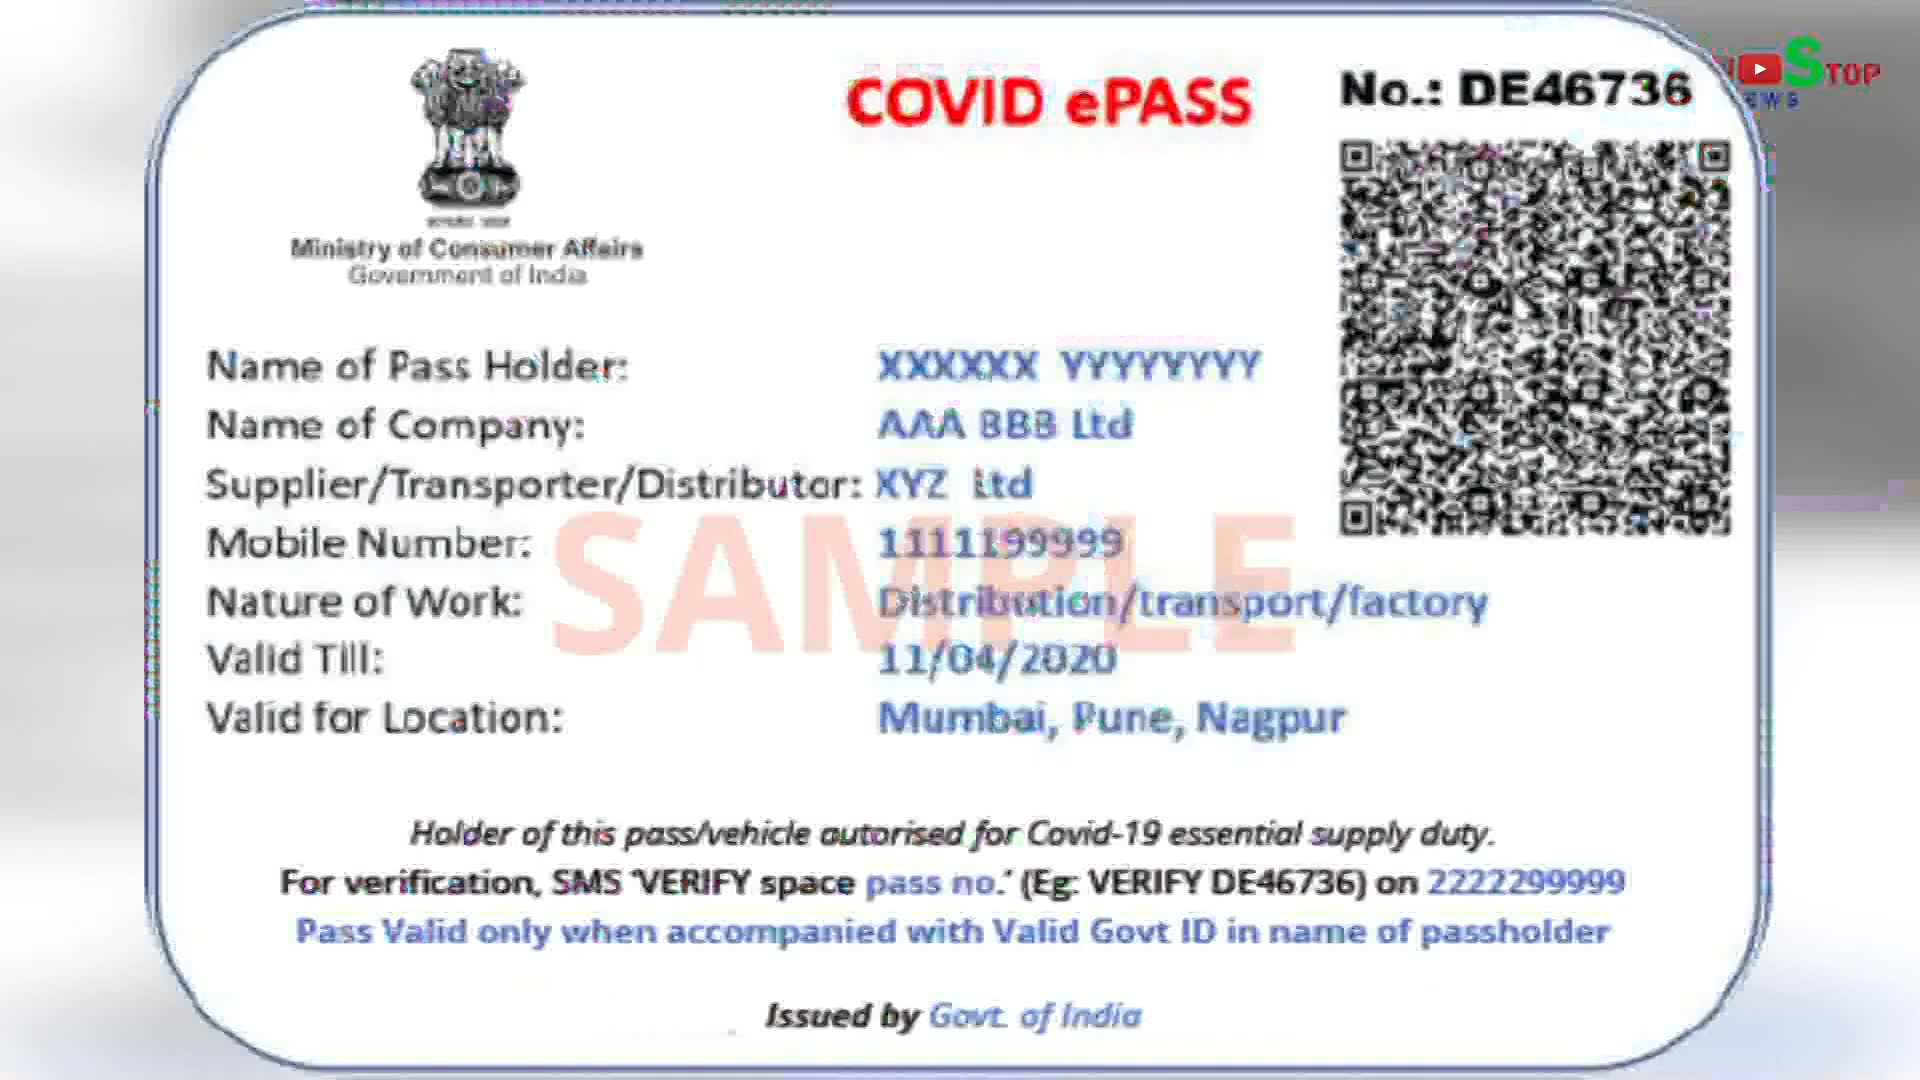 COVID ePASS
No.: DE46736
STOP
EWS
Ministry of Consumer Affairs
Government of India
Name of Pass Holder: XXXXXX YYYYYYYY
Name of Company: AAA BBB Ltd
Supplier/Transporter/Distributor: XYZ Ltd
SAMPLE
Mobile Number: 1111199999
Nature of Work: Distribution/transport/factory
Valid Till: 11/04/2020
Valid for Location: Mumbai, Pune, Nagpur
Holder of this pass/vehicle autorised for Covid-19 essential supply duty.
For verification, SMS ‘VERIFY space pass no.’ (Eg: VERIFY DE46736) on 2222299999
Pass Valid only when accompanied with Valid Govt ID in name of passholder
Issued by Govt. of India